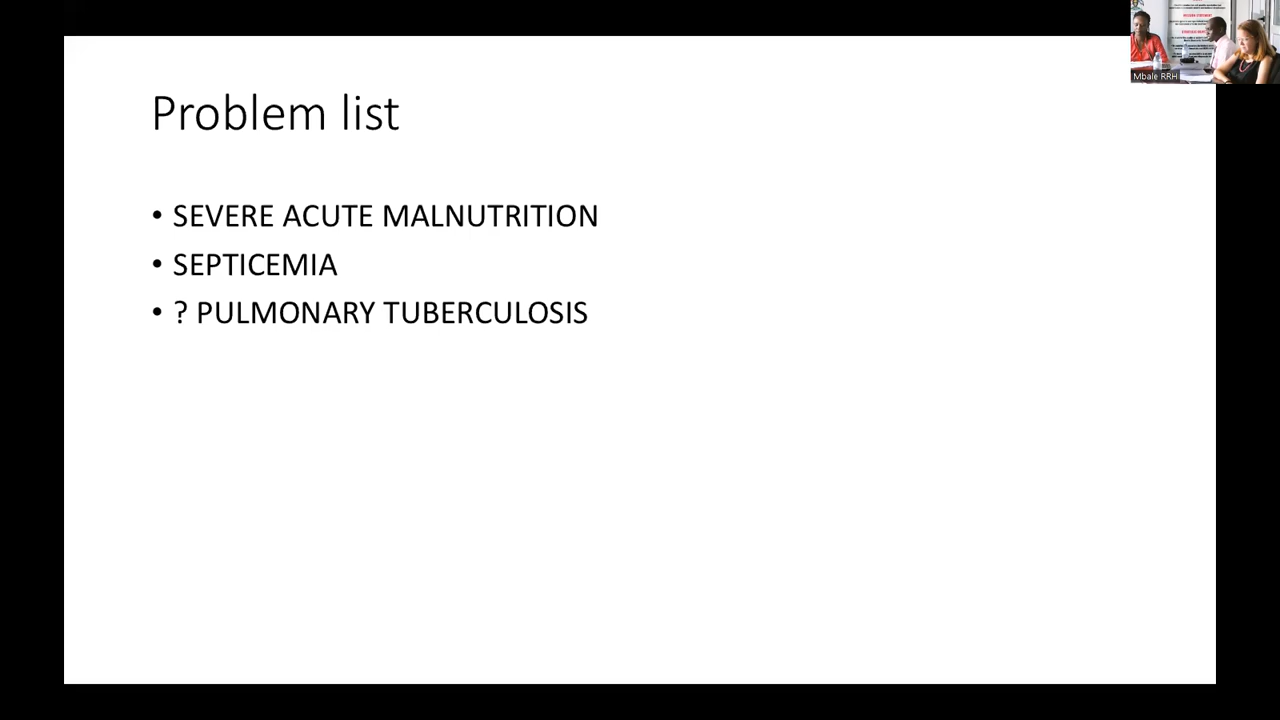 Problem list
• SEVERE ACUTE MALNUTRITION
• SEPTICEMIA
• ? PULMONARY TUBERCULOSIS
Mbale RRH